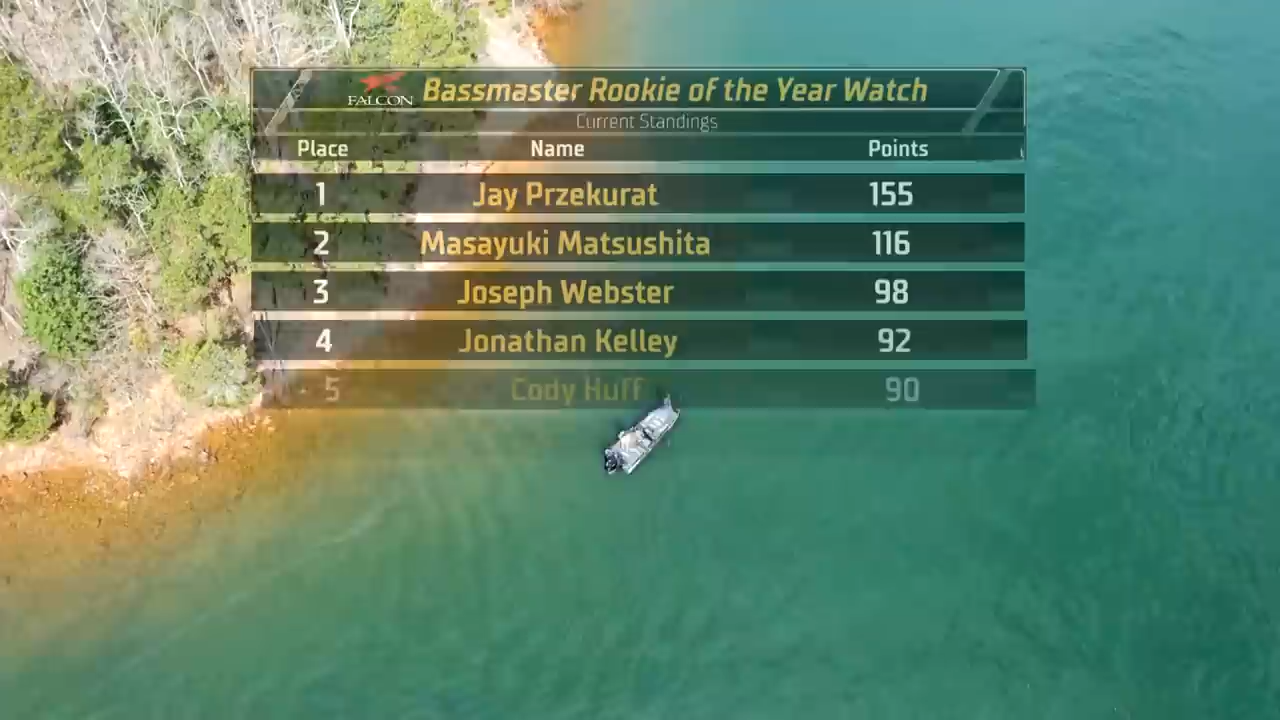 FALCON Bassmaster Rookie of the Year Watch
Current Standings
Place Name Points
1 Jay Przekurat 155
2 Masayuki Matsushita 116
3 Joseph Webster 98
4 Jonathan Kelley 92
5 Cody Huff 90